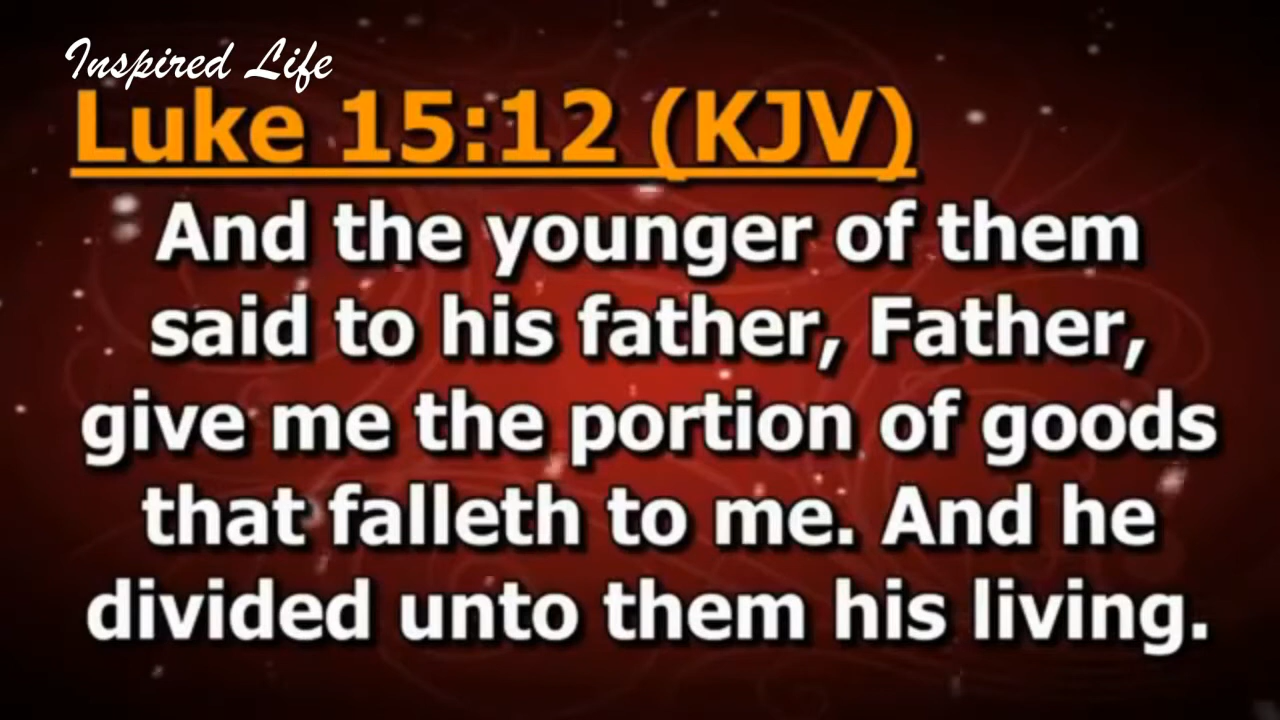 Inspired Life
Luke 15:12 (KJV)
And the younger of them
said to his father, Father,
give me the portion of goods
that falleth to me. And he
divided unto them his living.